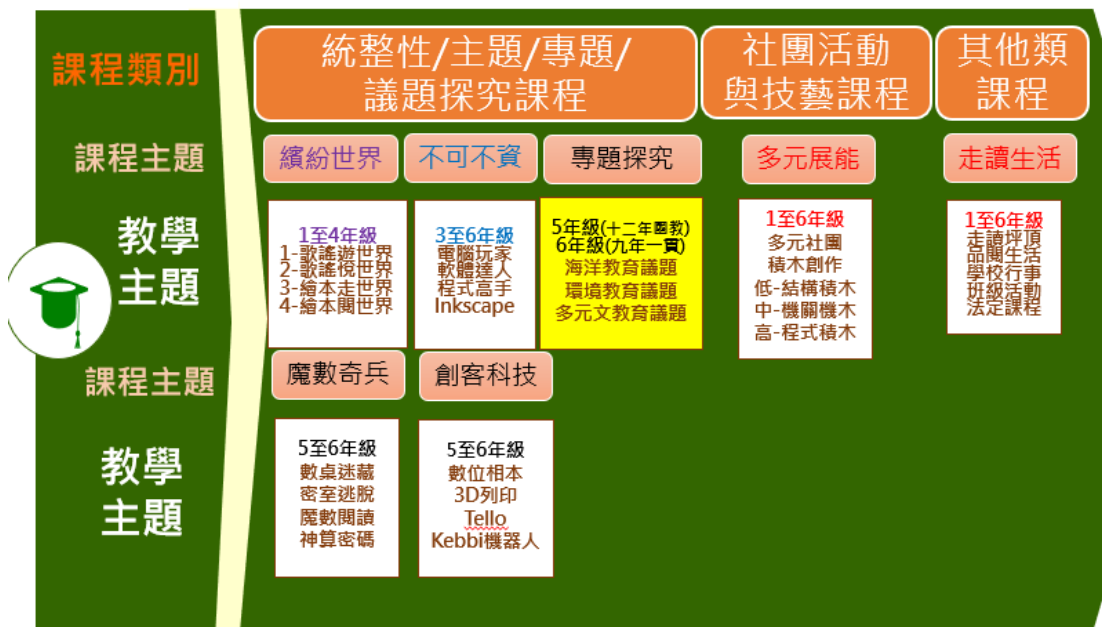 課程類別
統整性/主題/專題/
議題探究課程
社團活動
與技藝課程
其他類
課程
課程主題
繽紛世界
不可不資
專題探究
多元展能
走讀生活
教學
主題
1至4年級
1-歌謠遊世界
2-歌謠悅世界
3-繪本走世界
4-繪本閱世界
3至6年級
電腦玩家
軟體達人
程式高手
Inkscape
5年級(十二年國教)
6年級(九年一貫)
海洋教育議題
環境教育議題
多元文教育議題
1至6年級
多元社團
積木創作
低-結構積木
中-機關機木
高-程式積木
1至6年級
走讀坪頂
品閱生活
學校行事
班級活動
法定課程
課程主題
魔數奇兵
創客科技
教學
主題
5至6年級
數桌迷藏
密室逃脫
魔數閱讀
神算密碼
5至6年級
數位相本
3D列印
Tello
Kebbi機器人